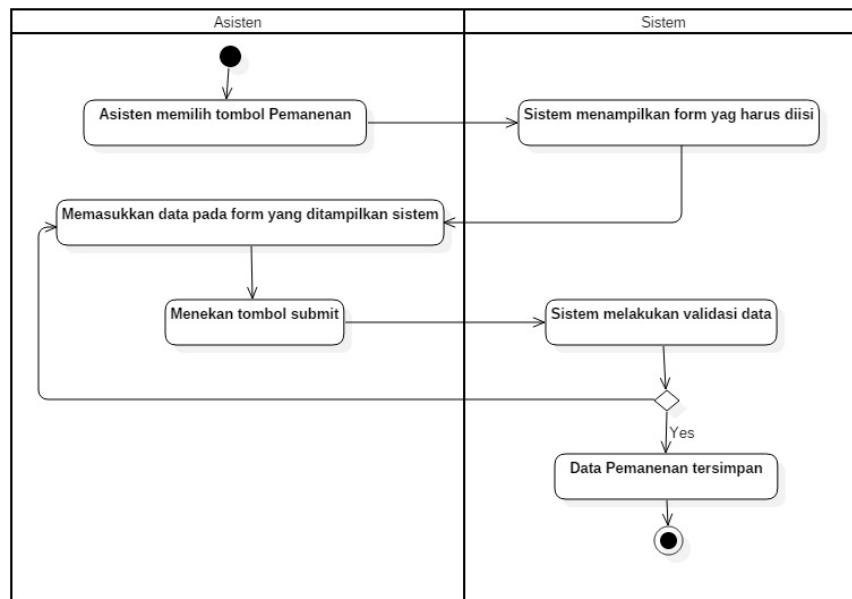 Asisten
Sistem
Asisten memilih tombol Pemanenan
Sistem menampilkan form yag harus diisi
Memasukkan data pada form yang ditampilkan sistem
Menekan tombol submit
Sistem melakukan validasi data
Yes
Data Pemanenan tersimpan